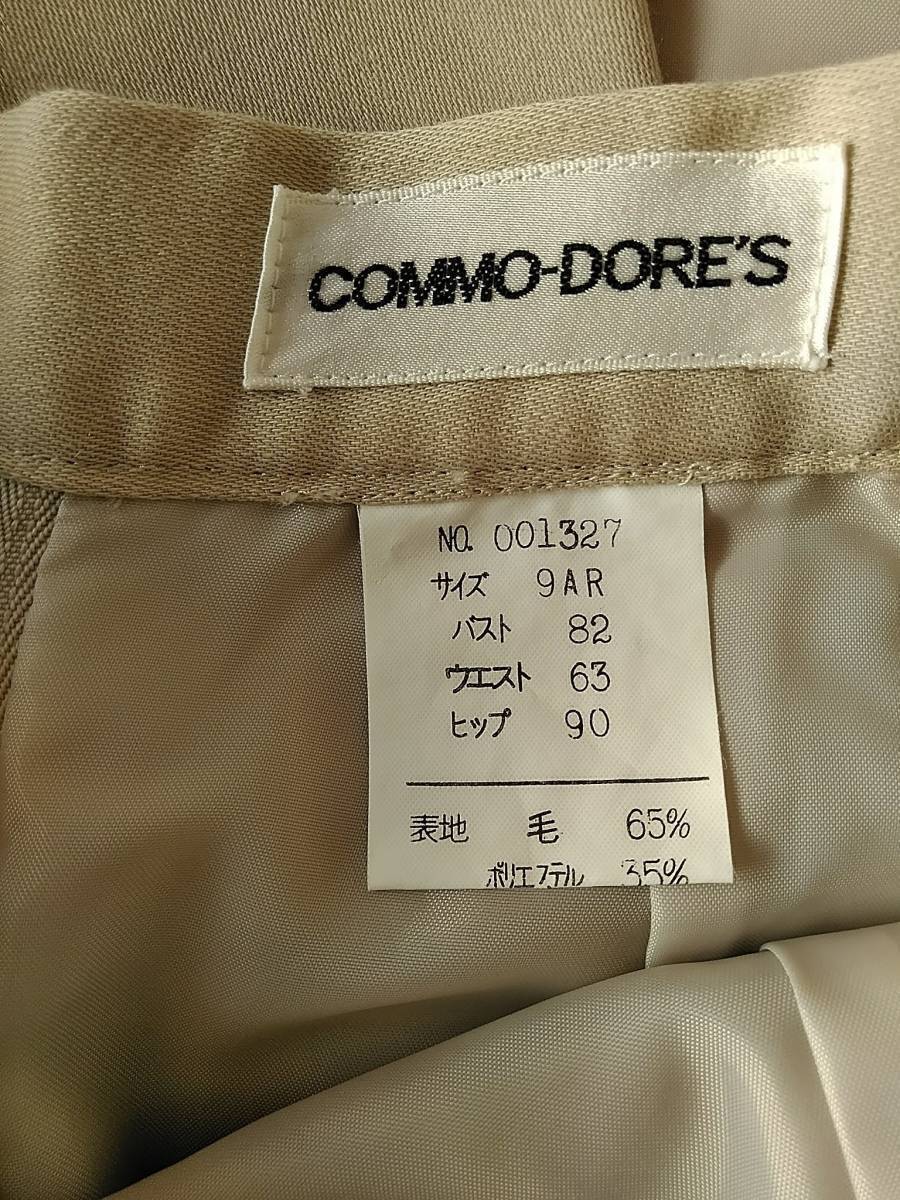 COMMO-DORE'S
NO. 001327
サイズ 9AR
バスト 82
ウエスト 63
ヒップ 90
表地 毛 65%
ポリエステル 35%